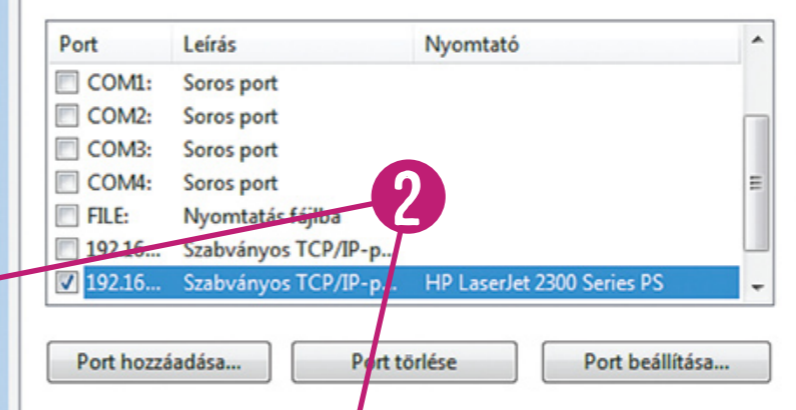 Port Leírás Nyomtató
COM1: Soros port
COM2: Soros port
COM3: Soros port
COM4: Soros port
2
FILE: Nyomtatás fájlba
192.16... Szabványos TCP/IP-p...
192.16... Szabványos TCP/IP-p... HP LaserJet 2300 Series PS
Port hozzáadása... Port törlése Port beállítása...